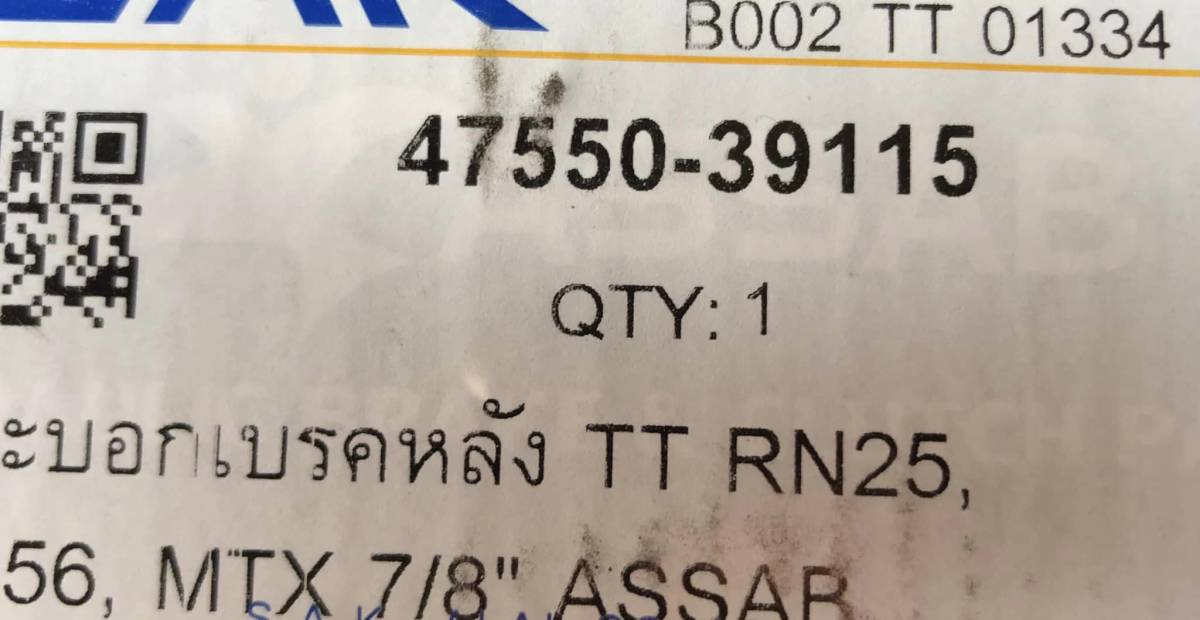 B002 TT 01334
47550-39115
QTY: 1
ะบอกเบรคหลัง TT RN25,
56, MTX 7/8" ASSAB